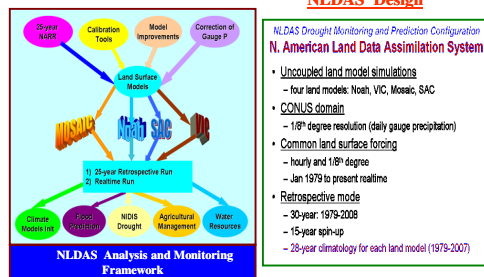 NLDAS Design
25-year
NARR
Calibration
Tools
Model
Improvements
Correction of
Gauge P
Land Surface
Models
MOSAIC
Noah
SAC
VIC
1) 25-year Retrospective Run
2) Realtime Run
Climate
Models Init
Flood
Prediction
NIDIS
Drought
Agricultural
Management
Water
Resources
NLDAS Analysis and Monitoring
Framework
NLDAS Drought Monitoring and Prediction Configuration
N. American Land Data Assimilation System
• Uncoupled land model simulations
– four land models: Noah, VIC, Mosaic, SAC
• CONUS domain
– 1/8th degree resolution (daily gauge precipitation)
• Common land surface forcing
– hourly and 1/8th degree
– Jan 1979 to present realtime
• Retrospective mode
– 30-year: 1979-2008
– 15-year spin-up
– 28-year climatology for each land model (1979-2007)